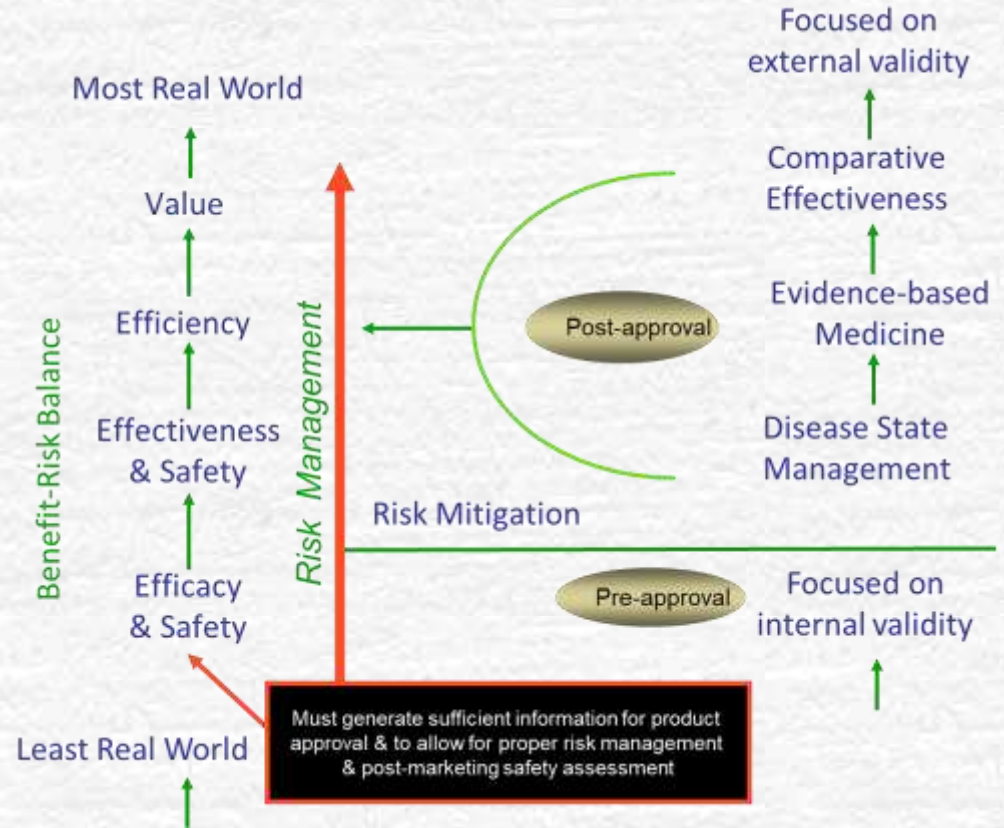 Focused on
external validity
Most Real World
Comparative
Effectiveness
Value
Evidence-based
Medicine
Efficiency
Post-approval
Benefit-Risk Balance
Risk Management
Effectiveness
& Safety
Disease State
Management
Risk Mitigation
Efficacy
& Safety
Pre-approval
Focused on
internal validity
Must generate sufficient information for product
approval & to allow for proper risk management
& post-marketing safety assessment
Least Real World